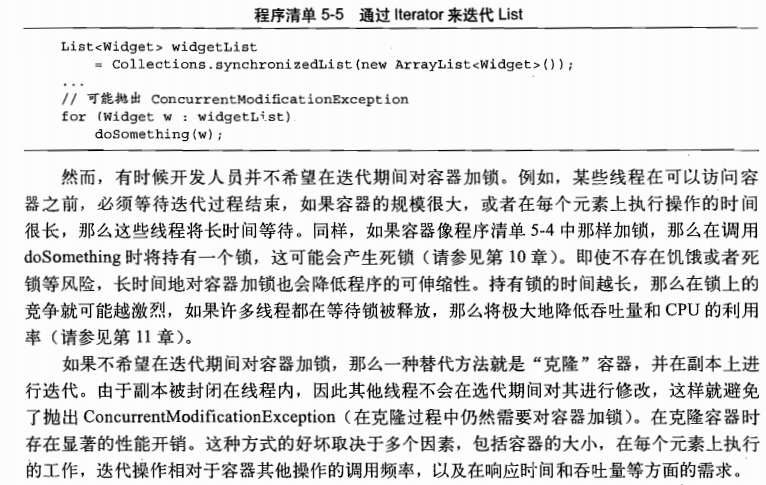 程序清单 5-5 通过 Iterator 来迭代 List
List<Widget> widgetList
= Collections.synchronizedList(new ArrayList<Widget>());
...
// 可能抛出 ConcurrentModificationException
for (Widget w : widgetList)
doSomething(w);
然而，有时候开发人员并不希望在迭代期间对容器加锁。例如，某些线程在可以访问容
器之前，必须等待迭代过程结束，如果容器的规模很大，或者在每个元素上执行操作的时间
很长，那么这些线程将长时间等待。同样，如果容器像程序清单 5-4 中那样加锁，那么在调用
doSomething 时将持有一个锁，这可能会产生死锁（请参见第 10 章）。即使不存在饥饿或者死
锁等风险，长时间地对容器加锁也会降低程序的可伸缩性。持有锁的时间越长，那么在锁上的
竞争就可能越激烈，如果许多线程都在等待锁被释放，那么将极大地降低吞吐量和 CPU 的利用
率（请参见第 11 章）。
如果不希望在迭代期间对容器加锁，那么一种替代方法就是“克隆”容器，并在副本上进
行迭代。由于副本被封闭在线程内，因此其他线程不会在迭代期间对其进行修改，这样就避免
了抛出 ConcurrentModificationException（在克隆过程中仍然需要对容器加锁）。在克隆容器时
存在显著的性能开销。这种方式的好坏取决于多个因素，包括容器的大小，在每个元素上执行
的工作，迭代操作相对于容器其他操作的调用频率，以及在响应时间和吞吐量等方面的需求。